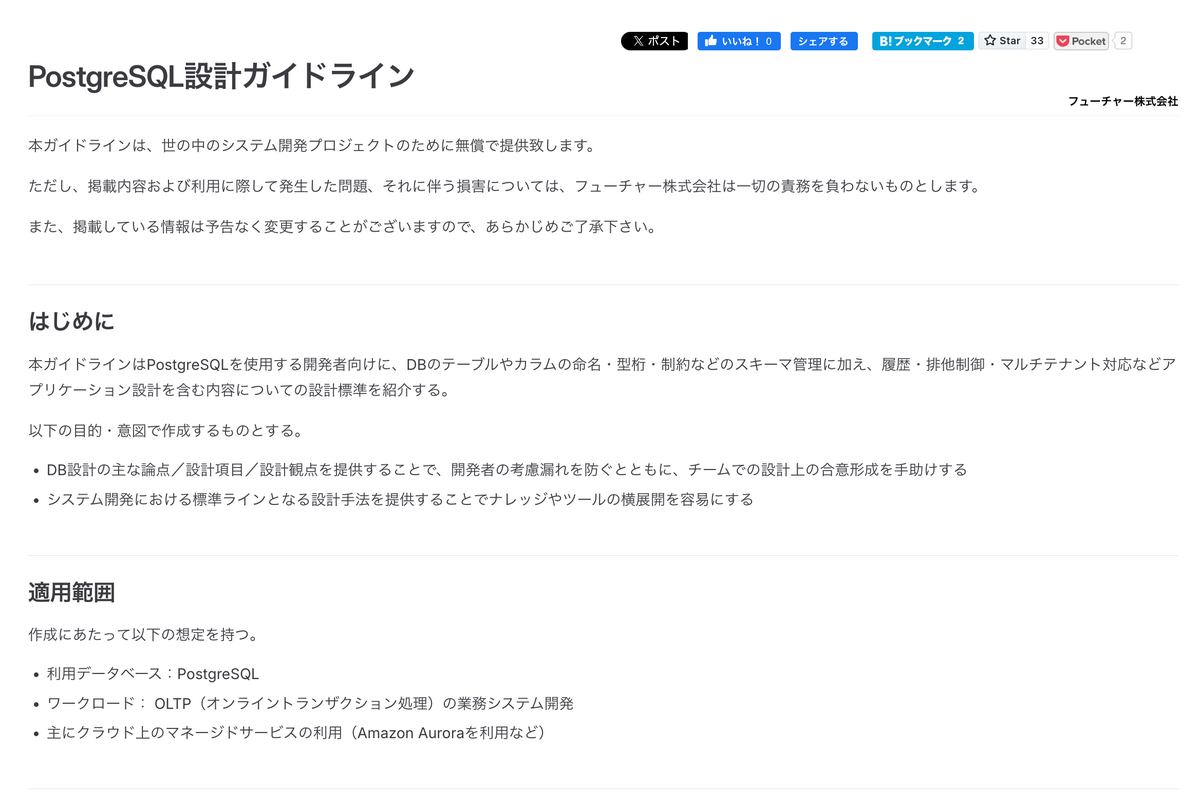 ポスト いいね！ 0 シェアする B!ブックマーク 2 Star 33 Pocket 2
PostgreSQL設計ガイドライン
フューチャー株式会社
本ガイドラインは、世の中のシステム開発プロジェクトのために無償で提供致します。
ただし、掲載内容および利用に際して発生した問題、それに伴う損害については、フューチャー株式会社は一切の責務を負わないものとします。
また、掲載している情報は予告なく変更することがございますので、あらかじめご了承下さい。
はじめに
本ガイドラインはPostgreSQLを使用する開発者向けに、DBのテーブルやカラムの命名・型桁・制約などのスキーマ管理に加え、履歴・排他制御・マルチテナント対応などア
プリケーション設計を含む内容についての設計標準を紹介する。
以下の目的・意図で作成するものとする。
• DB設計の主な論点／設計項目／設計観点を提供することで、開発者の考慮漏れを防ぐとともに、チームでの設計上の合意形成を手助けする
• システム開発における標準ラインとなる設計手法を提供することでナレッジやツールの横展開を容易にする
適用範囲
作成にあたって以下の想定を持つ。
• 利用データベース：PostgreSQL
• ワークロード： OLTP（オンライントランザクション処理）の業務システム開発
• 主にクラウド上のマネージドサービスの利用（Amazon Auroraを利用など）